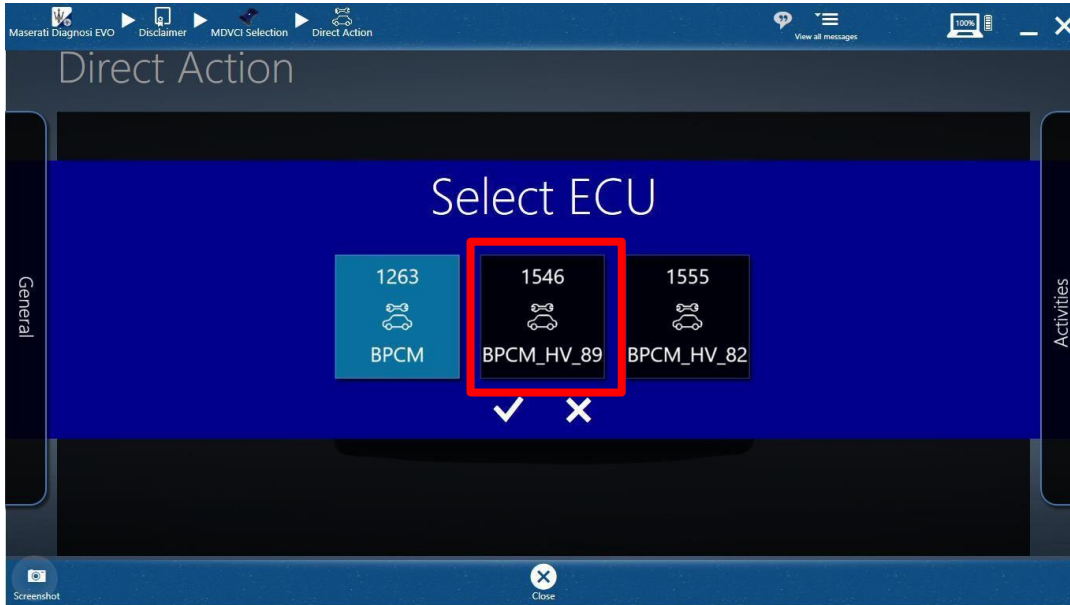 Maserati Diagnosi EVO
Disclaimer
MDVCI Selection
Direct Action
View all messages
100%
Direct Action
Select ECU
1263
BPCM
1546
BPCM_HV_89
1555
BPCM_HV_82
General
Activities
Screenshot
Close